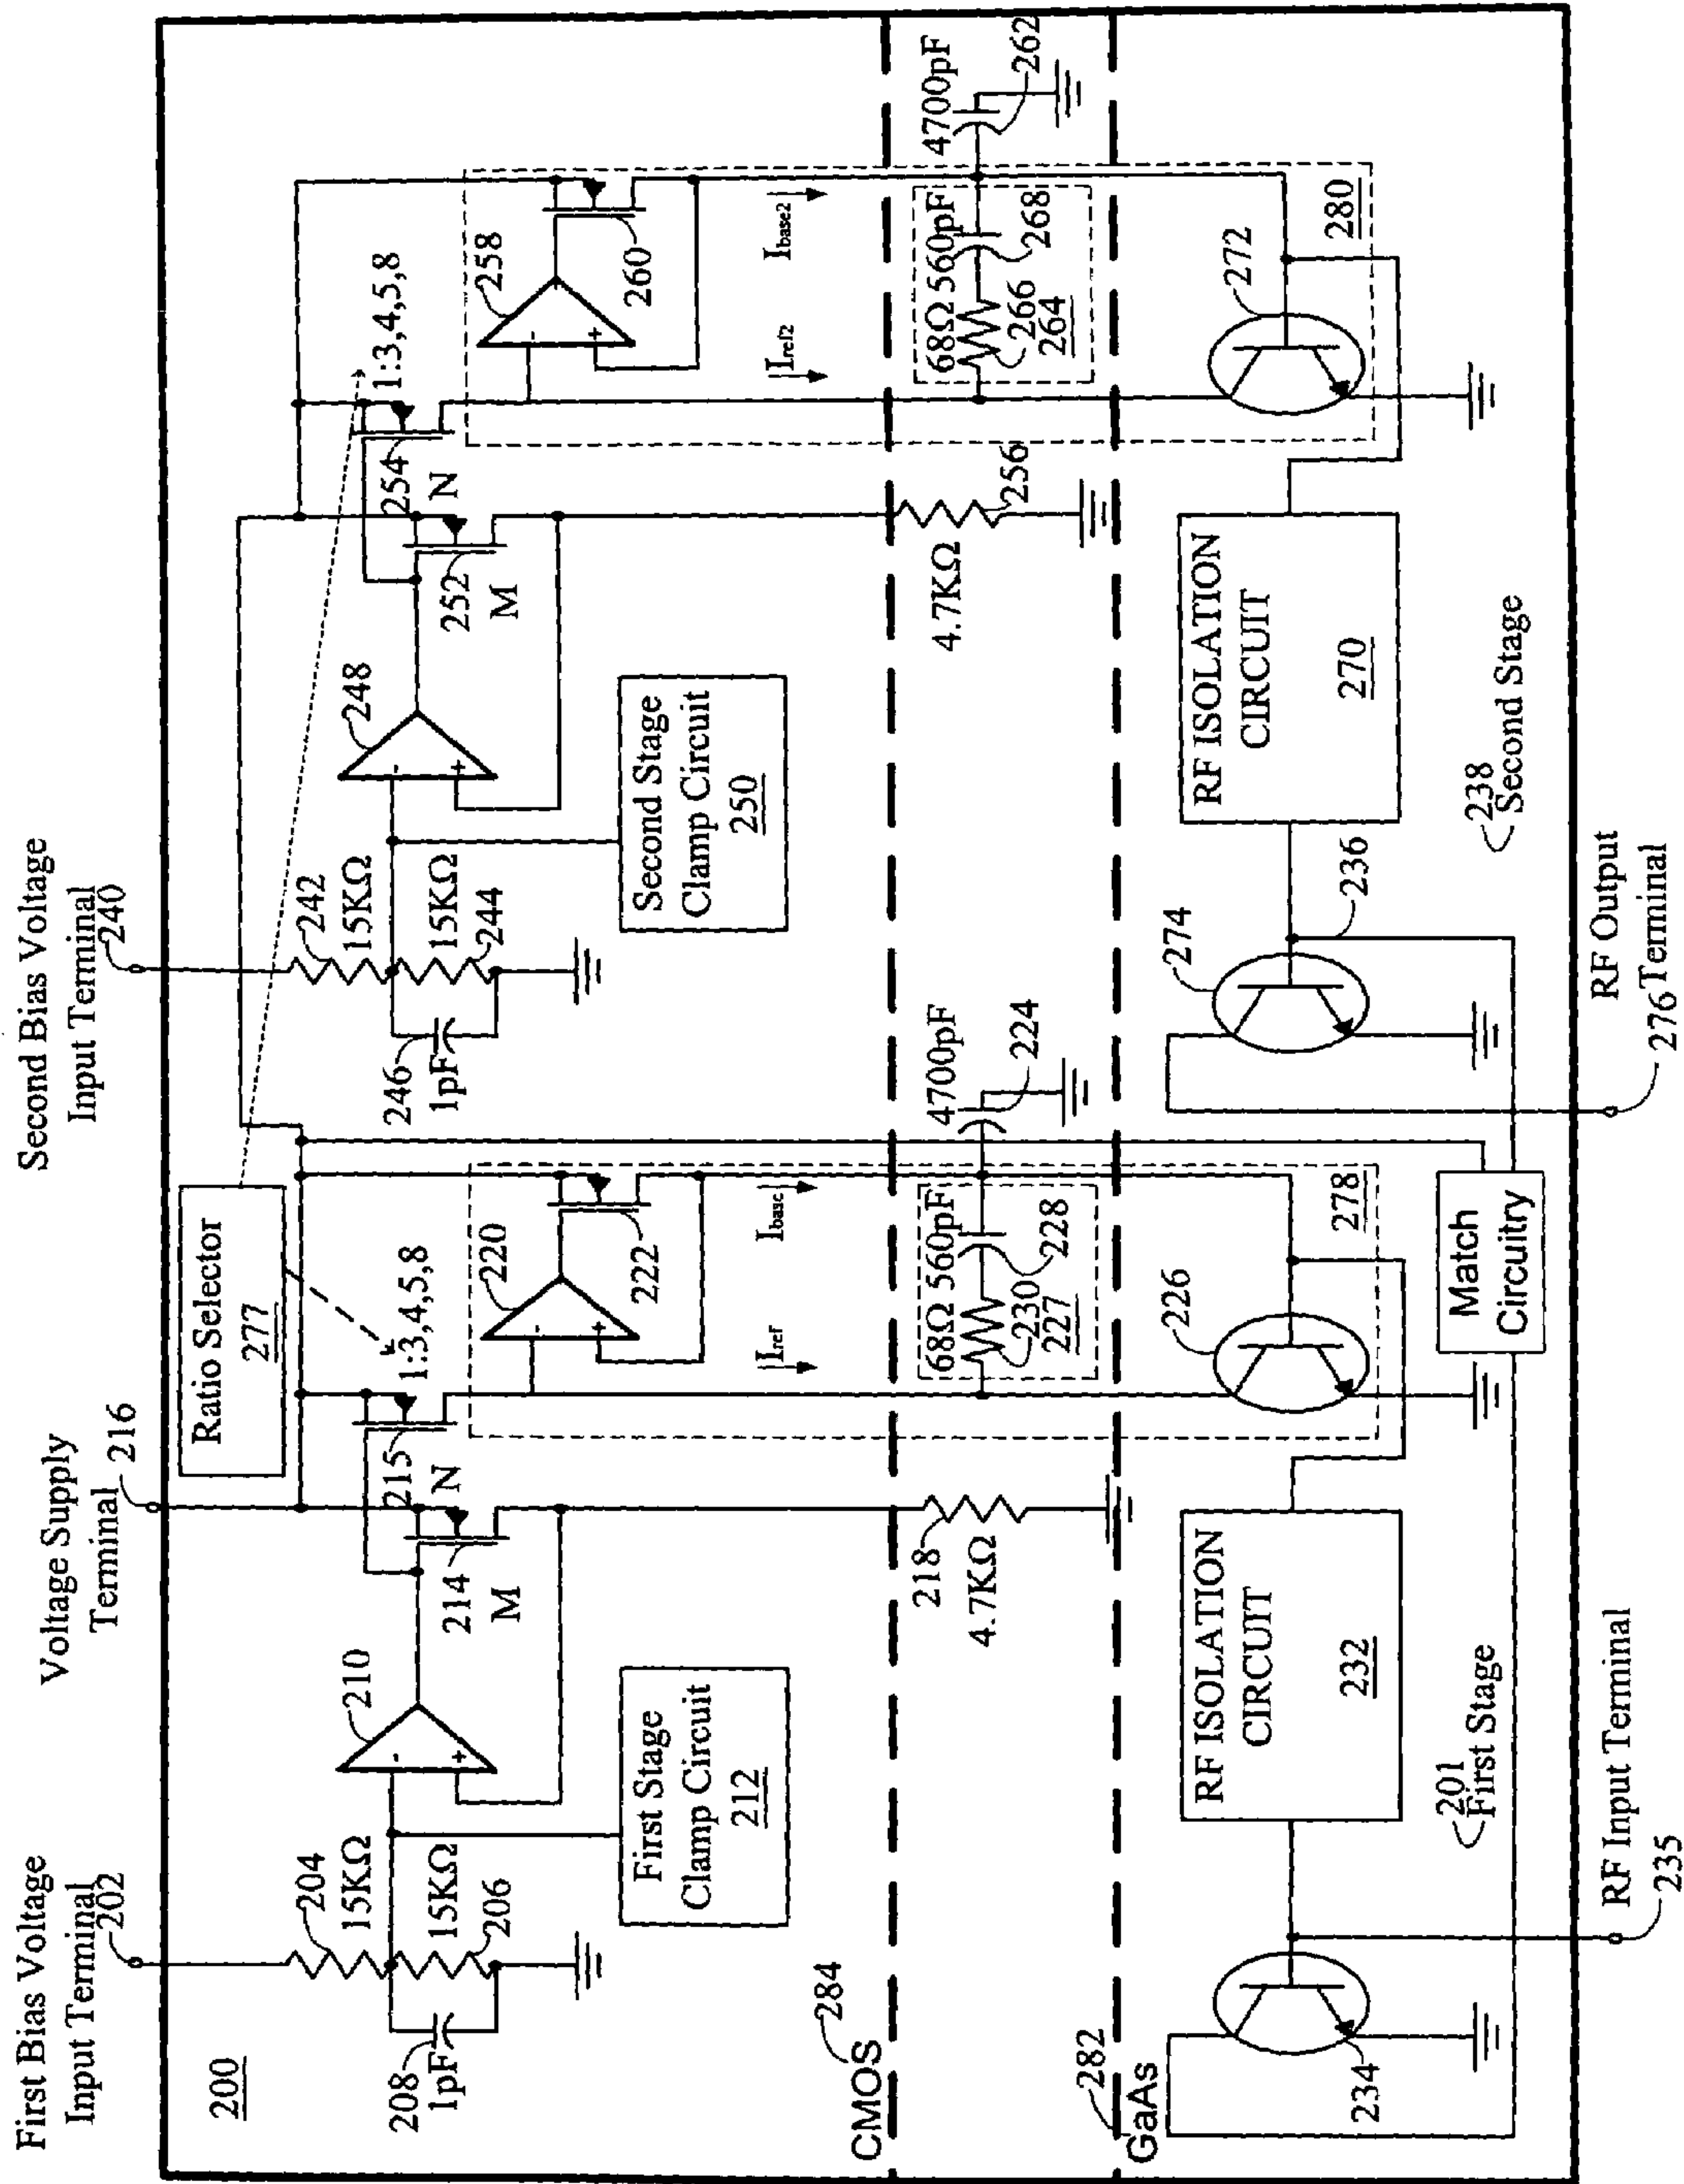 First Bias Voltage
Input Terminal
202
Voltage Supply
Terminal
216
Second Bias Voltage
Input Terminal
240
200
204
15KΩ
15KΩ
206
208
1pF
210
First Stage
Clamp Circuit
212
214
M
215
N
Ratio Selector
277
1:3,4,5,8
220
222
Iref
Ibase
218
4.7KΩ
68Ω
560pF
230
228
227
4700pF
224
226
278
242
15KΩ
15KΩ
244
246
1pF
248
Second Stage
Clamp Circuit
250
252
M
254
N
1:3,4,5,8
258
260
Iref2
Ibase2
4.7KΩ
256
68Ω
560pF
266
268
264
4700pF
262
272
280
284
CMOS
282
GaAs
234
RF ISOLATION
CIRCUIT
232
201
First Stage
Match
Circuitry
274
236
RF ISOLATION
CIRCUIT
270
238
Second Stage
RF Input Terminal
235
RF Output
Terminal
276